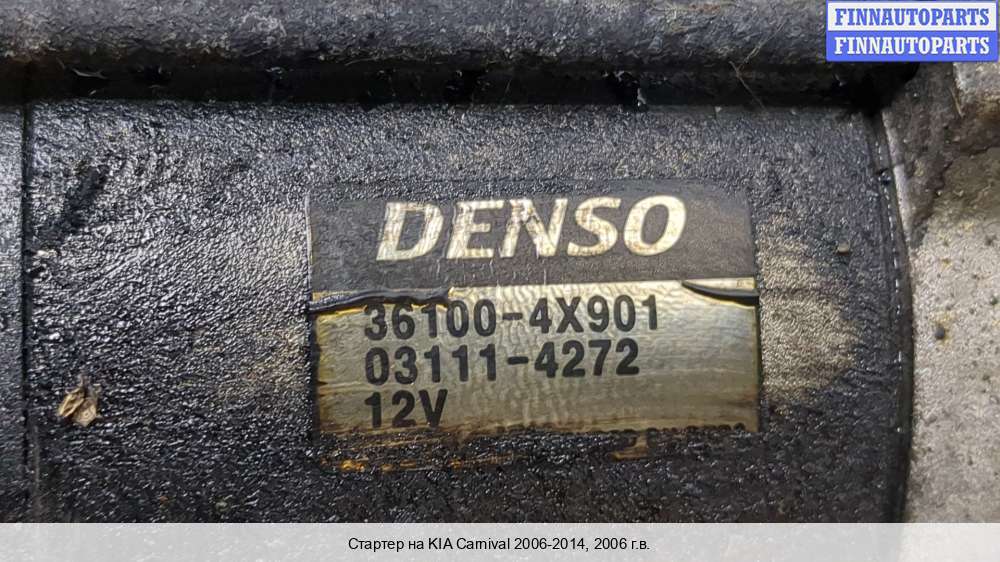 FINNAUTOPARTS
FINNAUTOPARTS
DENSO
36100-4X901
03111-4272
12V
Стартер на KIA Carnival 2006-2014, 2006 г.в.